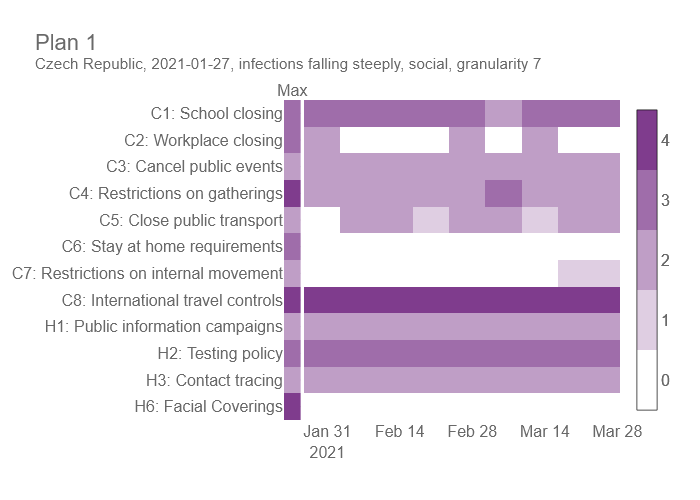 Plan 1
Czech Republic, 2021-01-27, infections falling steeply, social, granularity 7
Max
C1: School closing
C2: Workplace closing
C3: Cancel public events
C4: Restrictions on gatherings
C5: Close public transport
C6: Stay at home requirements
C7: Restrictions on internal movement
C8: International travel controls
H1: Public information campaigns
H2: Testing policy
H3: Contact tracing
H6: Facial Coverings
4
3
2
1
0
Jan 31 Feb 14 Feb 28 Mar 14 Mar 28
2021